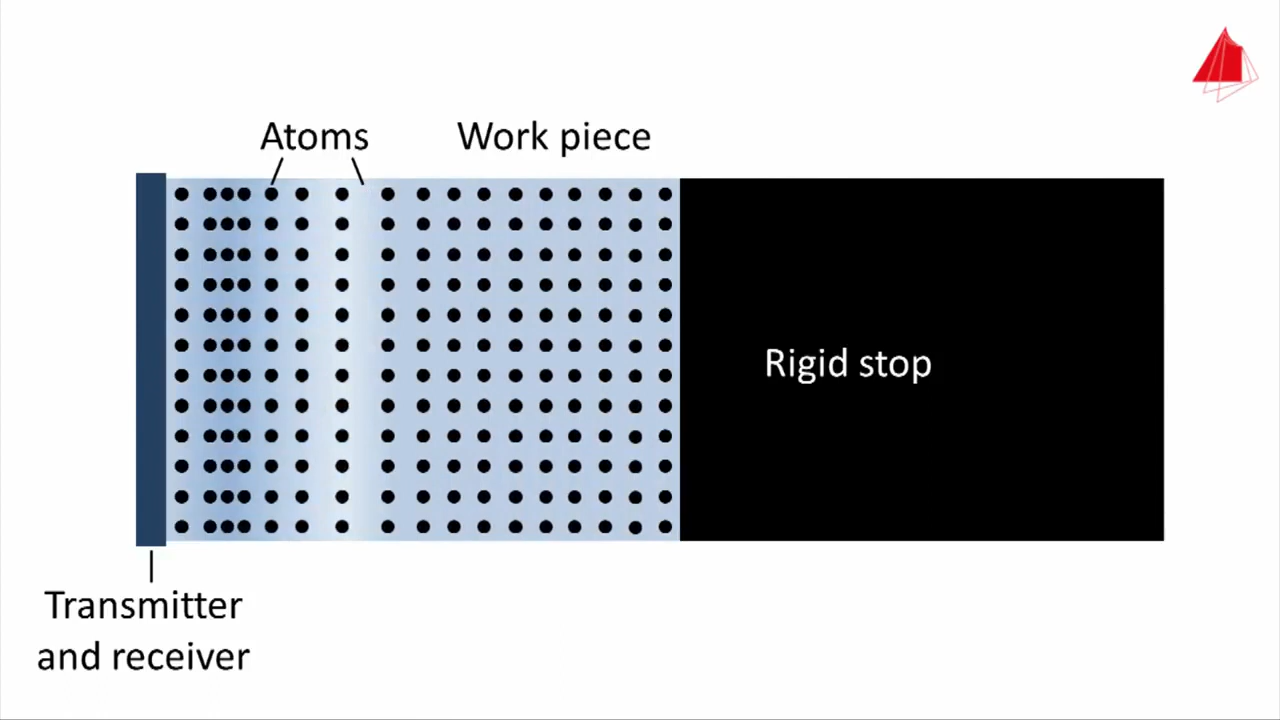 Atoms
Work piece
Rigid stop
Transmitter
and receiver